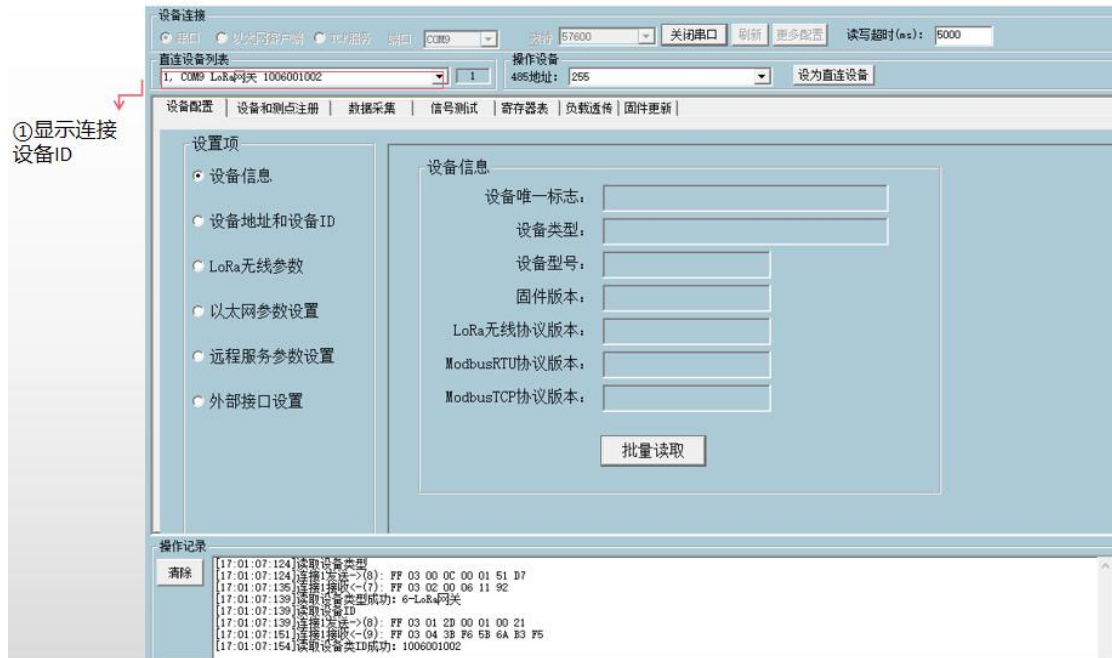 设备连接
串口 以太网客户端 TCP服务 端口: COM9 波特 57600 关闭串口 刷新 更多配置 读写超时(ms): 5000
直连设备列表 操作设备
1, COM9 LoRa网关 1006001002 1 485地址: 255 设为直连设备
设备配置 设备和测点注册 数据采集 信号测试 寄存器表 负载透传 固件更新
①显示连接
设备ID
设置项
设备信息
设备地址和设备ID
LoRa无线参数
以太网参数设置
远程服务参数设置
外部接口设置
设备信息
设备唯一标志:
设备类型:
设备型号:
固件版本:
LoRa无线协议版本:
ModbusRTU协议版本:
ModbusTCP协议版本:
批量读取
操作记录
清除
[17:01:07:124]读取设备类型
[17:01:07:124]连接1发送->(8): FF 03 00 0C 00 01 51 D7
[17:01:07:135]连接1接收<-(7): FF 03 02 00 06 11 92
[17:01:07:139]读取设备类型成功: 6-LoRa网关
[17:01:07:139]读取设备ID
[17:01:07:139]连接1发送->(8): FF 03 01 2D 00 01 00 21
[17:01:07:151]连接1接收<-(9): FF 03 04 3B F6 5B 6A B3 F5
[17:01:07:154]读取设备类ID成功: 1006001002